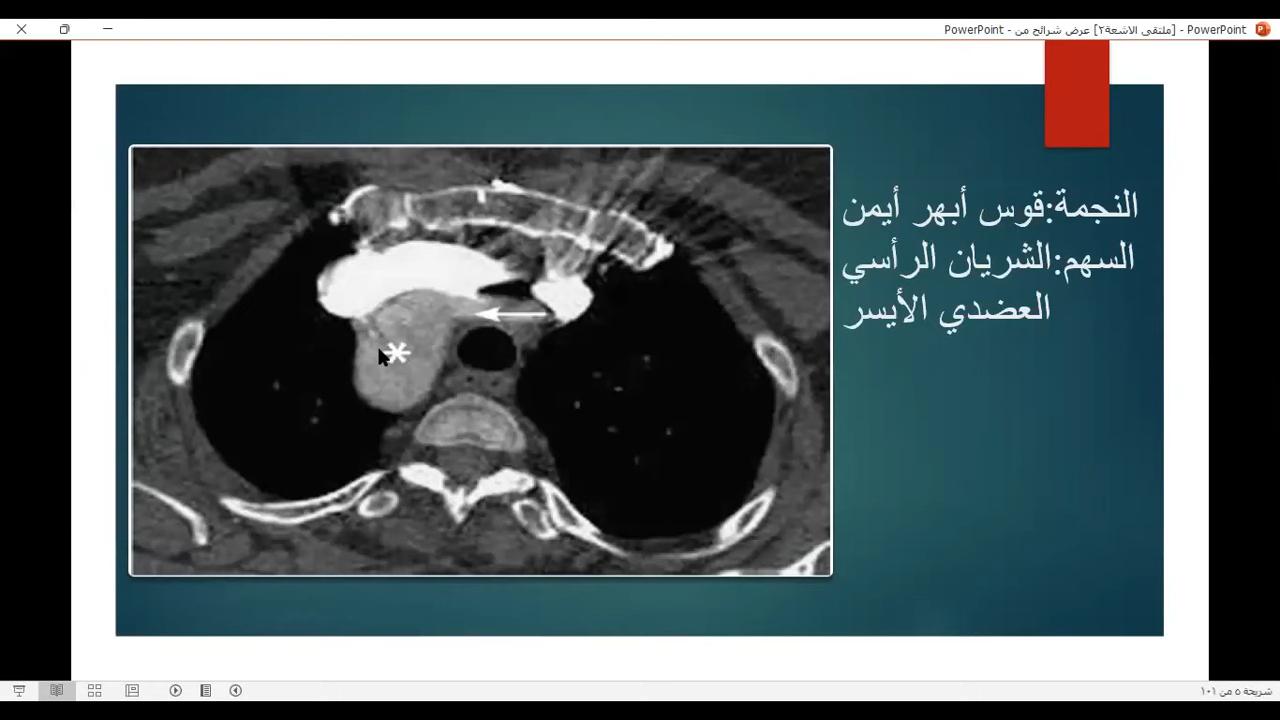 PowerPoint - [ملتقى الاشعة٢] عرض شرائح من - PowerPoint
النجمة:قوس أبهر أيمن
السهم:الشريان الرأسي
العضدي الأيسر
شريحة ٥ من ١٠١